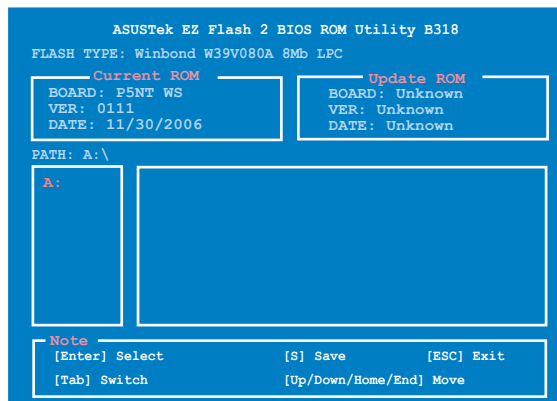 ASUSTek EZ Flash 2 BIOS ROM Utility B318
FLASH TYPE: Winbond W39V080A 8Mb LPC
Current ROM
BOARD: P5NT WS
VER: 0111
DATE: 11/30/2006
Update ROM
BOARD: Unknown
VER: Unknown
DATE: Unknown
PATH: A:\
A:
Note
[Enter] Select [S] Save [ESC] Exit
[Tab] Switch [Up/Down/Home/End] Move